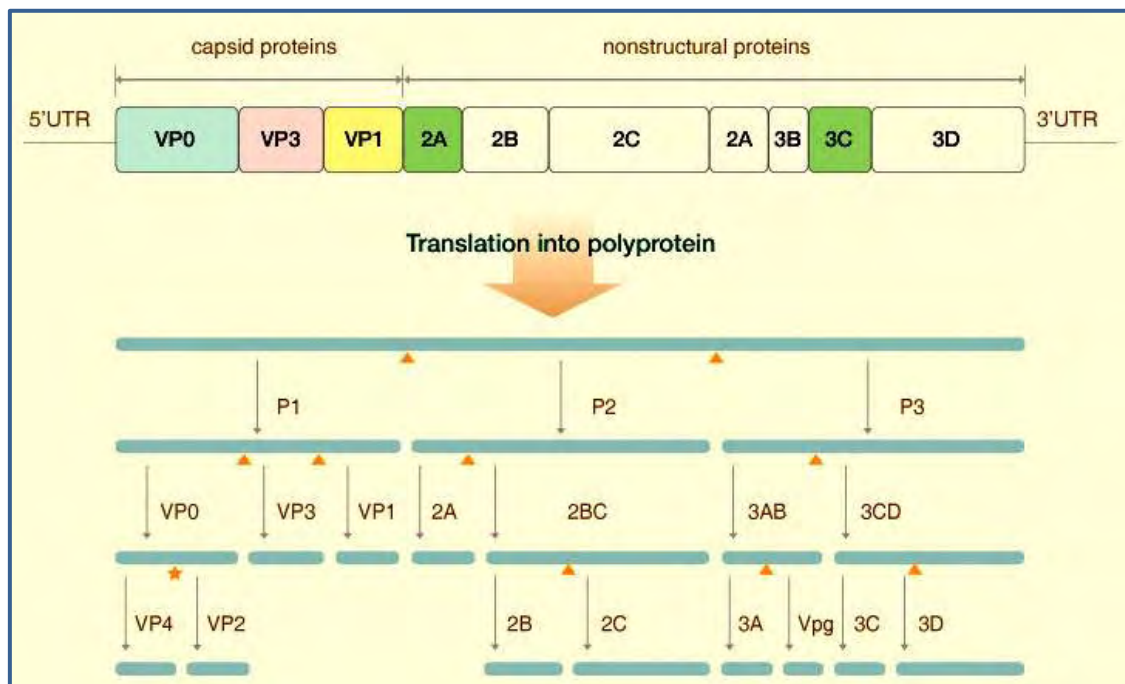 capsid proteins nonstructural proteins
5'UTR VP0 VP3 VP1 2A 2B 2C 2A 3B 3C 3D 3'UTR
Translation into polyprotein
P1 P2 P3
VP0 VP3 VP1 2A 2BC 3AB 3CD
VP4 VP2 2B 2C 3A Vpg 3C 3D